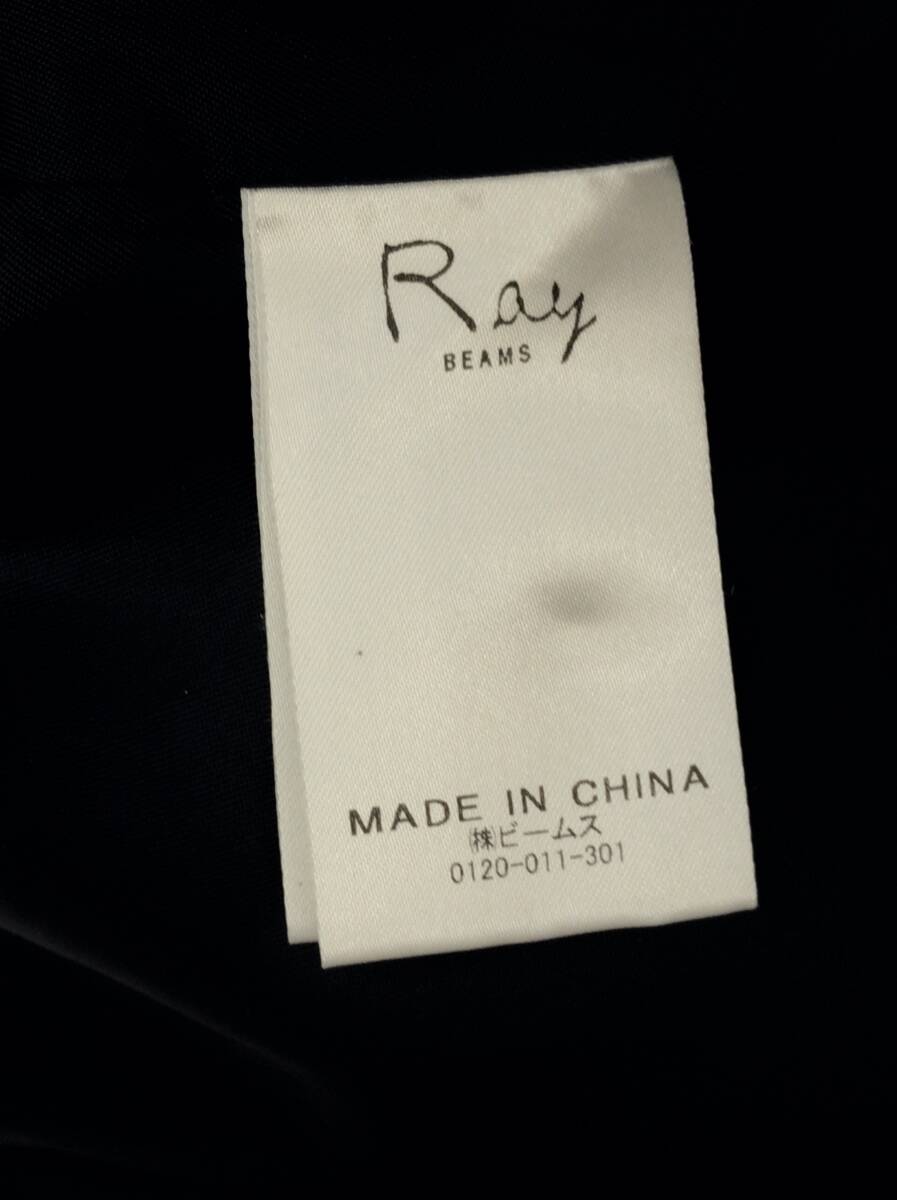 Ray
BEAMS
MADE IN CHINA
㈱ビームス
0120-011-301